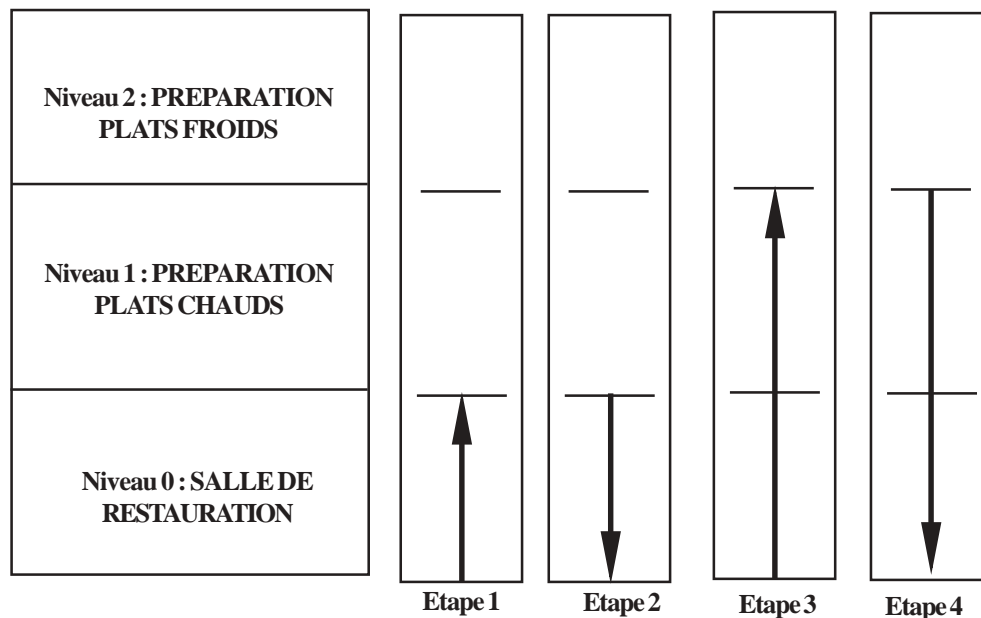 Niveau 2 : PREPARATION
PLATS FROIDS
Niveau 1 : PREPARATION
PLATS CHAUDS
Niveau 0 : SALLE DE
RESTAURATION
Etape 1
Etape 2
Etape 3
Etape 4